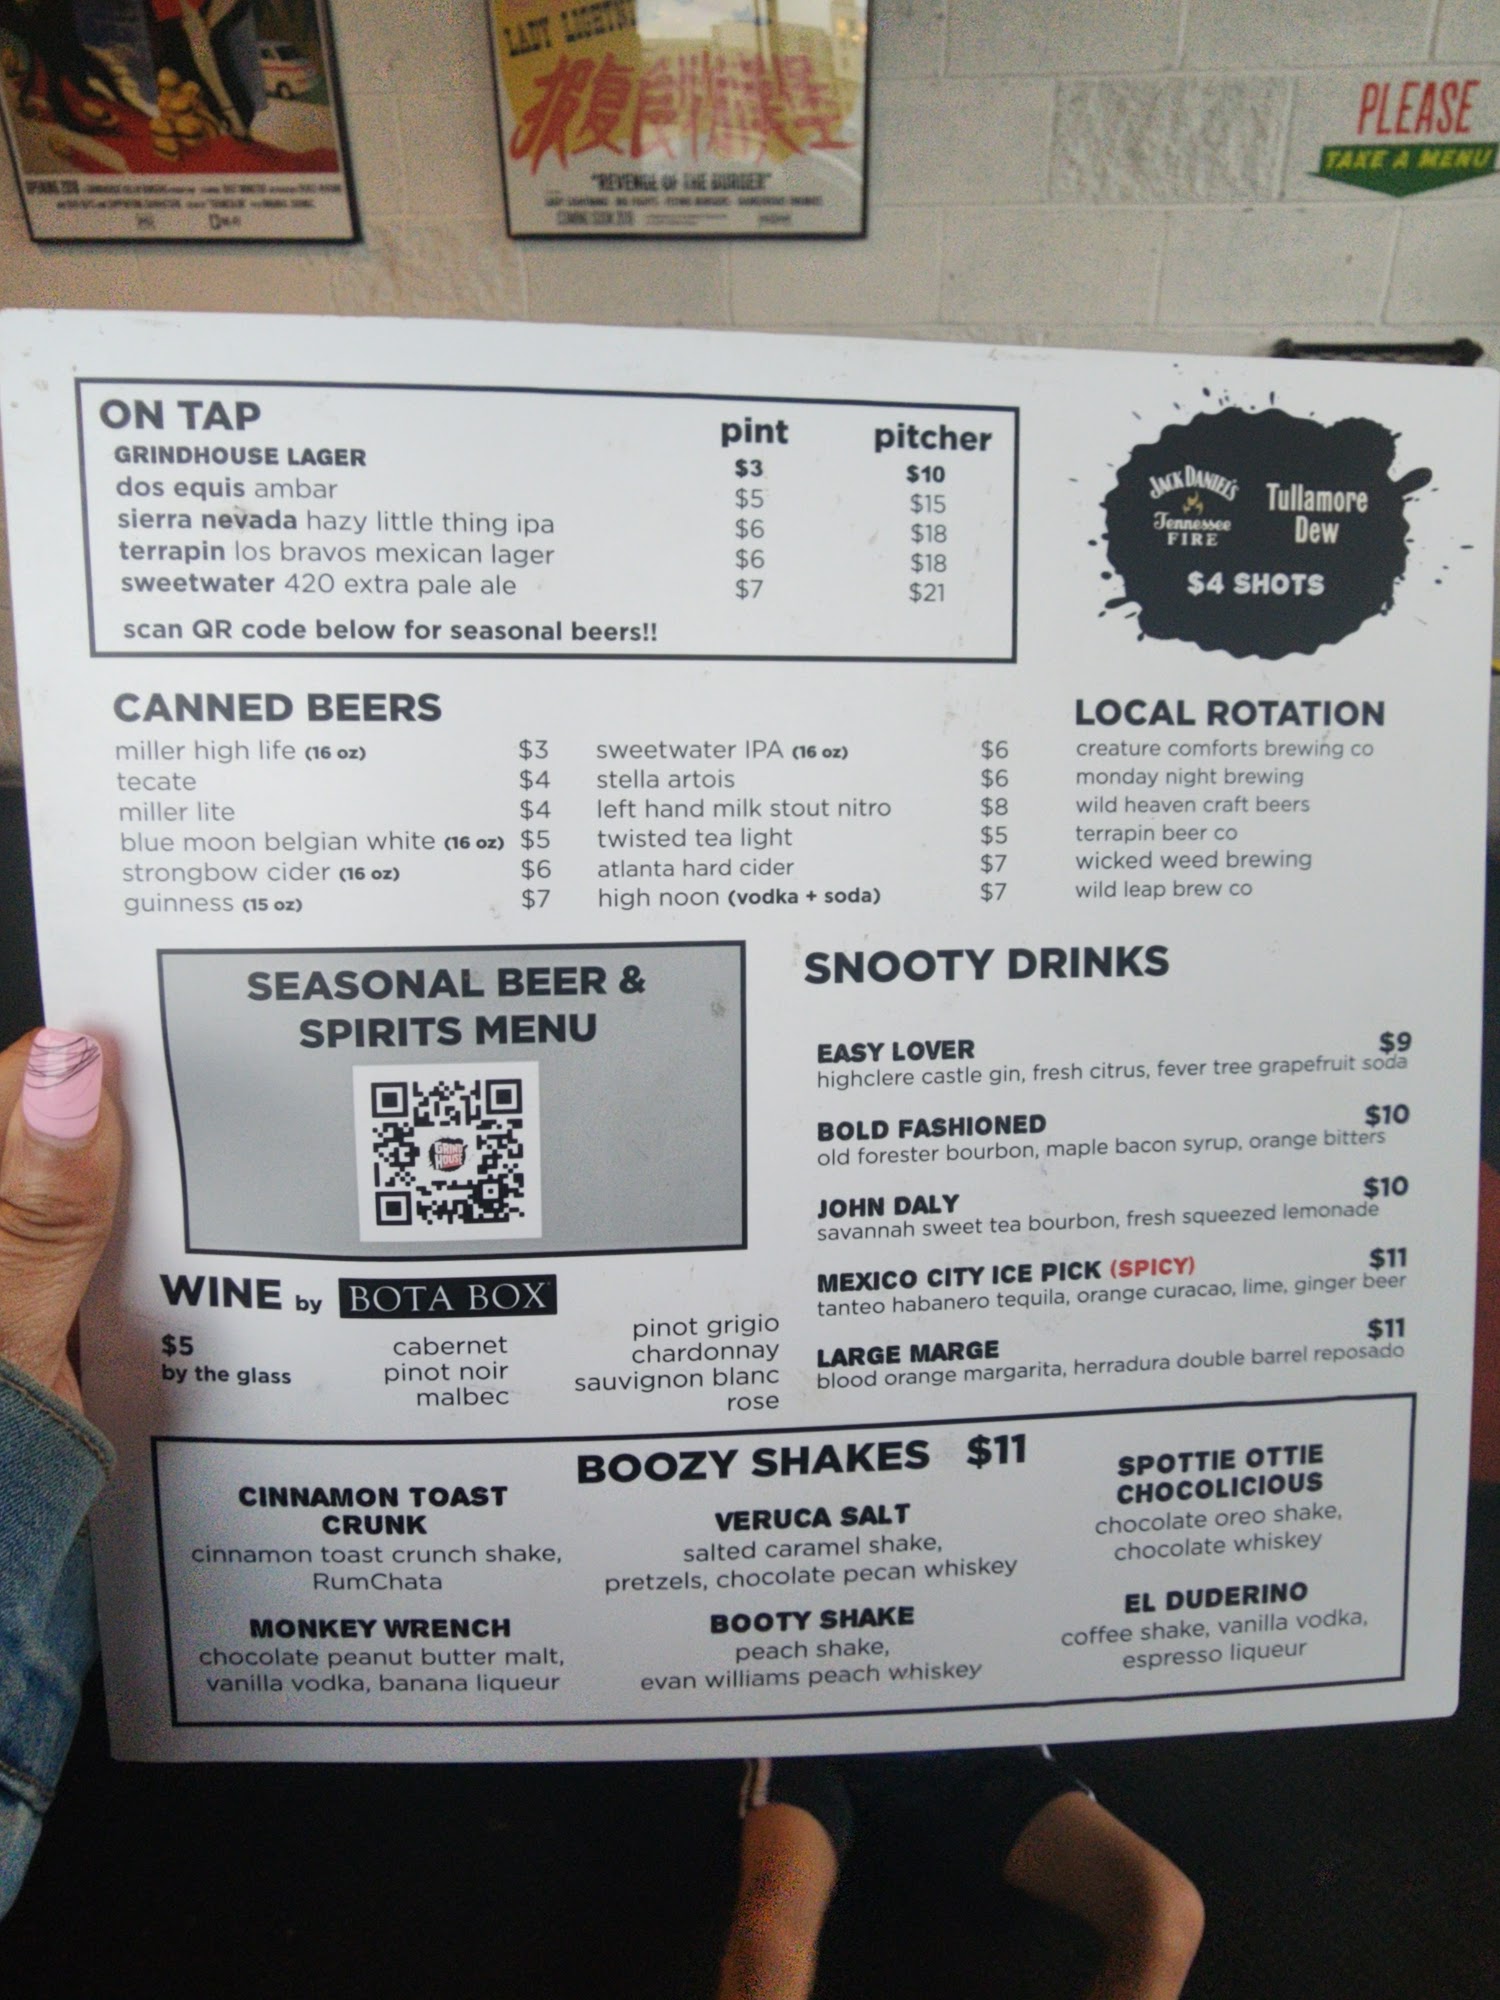 LADY LIGHTNI
"REVENGE OF THE BURGER"
PLEASE
TAKE A MENU
ON TAP
pint pitcher
GRINDHOUSE LAGER $3 $10
dos equis ambar $5 $15
sierra nevada hazy little thing ipa $6 $18
terrapin los bravos mexican lager $6 $18
sweetwater 420 extra pale ale $7 $21
scan QR code below for seasonal beers!!
JACK DANIEL'S
Tennessee
FIRE
Tullamore
Dew
$4 SHOTS
CANNED BEERS
miller high life (16 oz) $3
tecate $4
miller lite $4
blue moon belgian white (16 oz) $5
strongbow cider (16 oz) $6
guinness (15 oz) $7
sweetwater IPA (16 oz) $6
stella artois $6
left hand milk stout nitro $8
twisted tea light $5
atlanta hard cider $7
high noon (vodka + soda) $7
LOCAL ROTATION
creature comforts brewing co
monday night brewing
wild heaven craft beers
terrapin beer co
wicked weed brewing
wild leap brew co
SEASONAL BEER &
SPIRITS MENU
GRIND
HOUSE
SNOOTY DRINKS
EASY LOVER $9
highclere castle gin, fresh citrus, fever tree grapefruit soda
BOLD FASHIONED $10
old forester bourbon, maple bacon syrup, orange bitters
JOHN DALY $10
savannah sweet tea bourbon, fresh squeezed lemonade
MEXICO CITY ICE PICK (SPICY) $11
tanteo habanero tequila, orange curacao, lime, ginger beer
LARGE MARGE $11
blood orange margarita, herradura double barrel reposado
WINE by BOTA BOX
$5
by the glass
cabernet
pinot noir
malbec
pinot grigio
chardonnay
sauvignon blanc
rose
BOOZY SHAKES $11
CINNAMON TOAST
CRUNK
cinnamon toast crunch shake,
RumChata
MONKEY WRENCH
chocolate peanut butter malt,
vanilla vodka, banana liqueur
VERUCA SALT
salted caramel shake,
pretzels, chocolate pecan whiskey
BOOTY SHAKE
peach shake,
evan williams peach whiskey
SPOTTIE OTTIE
CHOCOLICIOUS
chocolate oreo shake,
chocolate whiskey
EL DUDERINO
coffee shake, vanilla vodka,
espresso liqueur